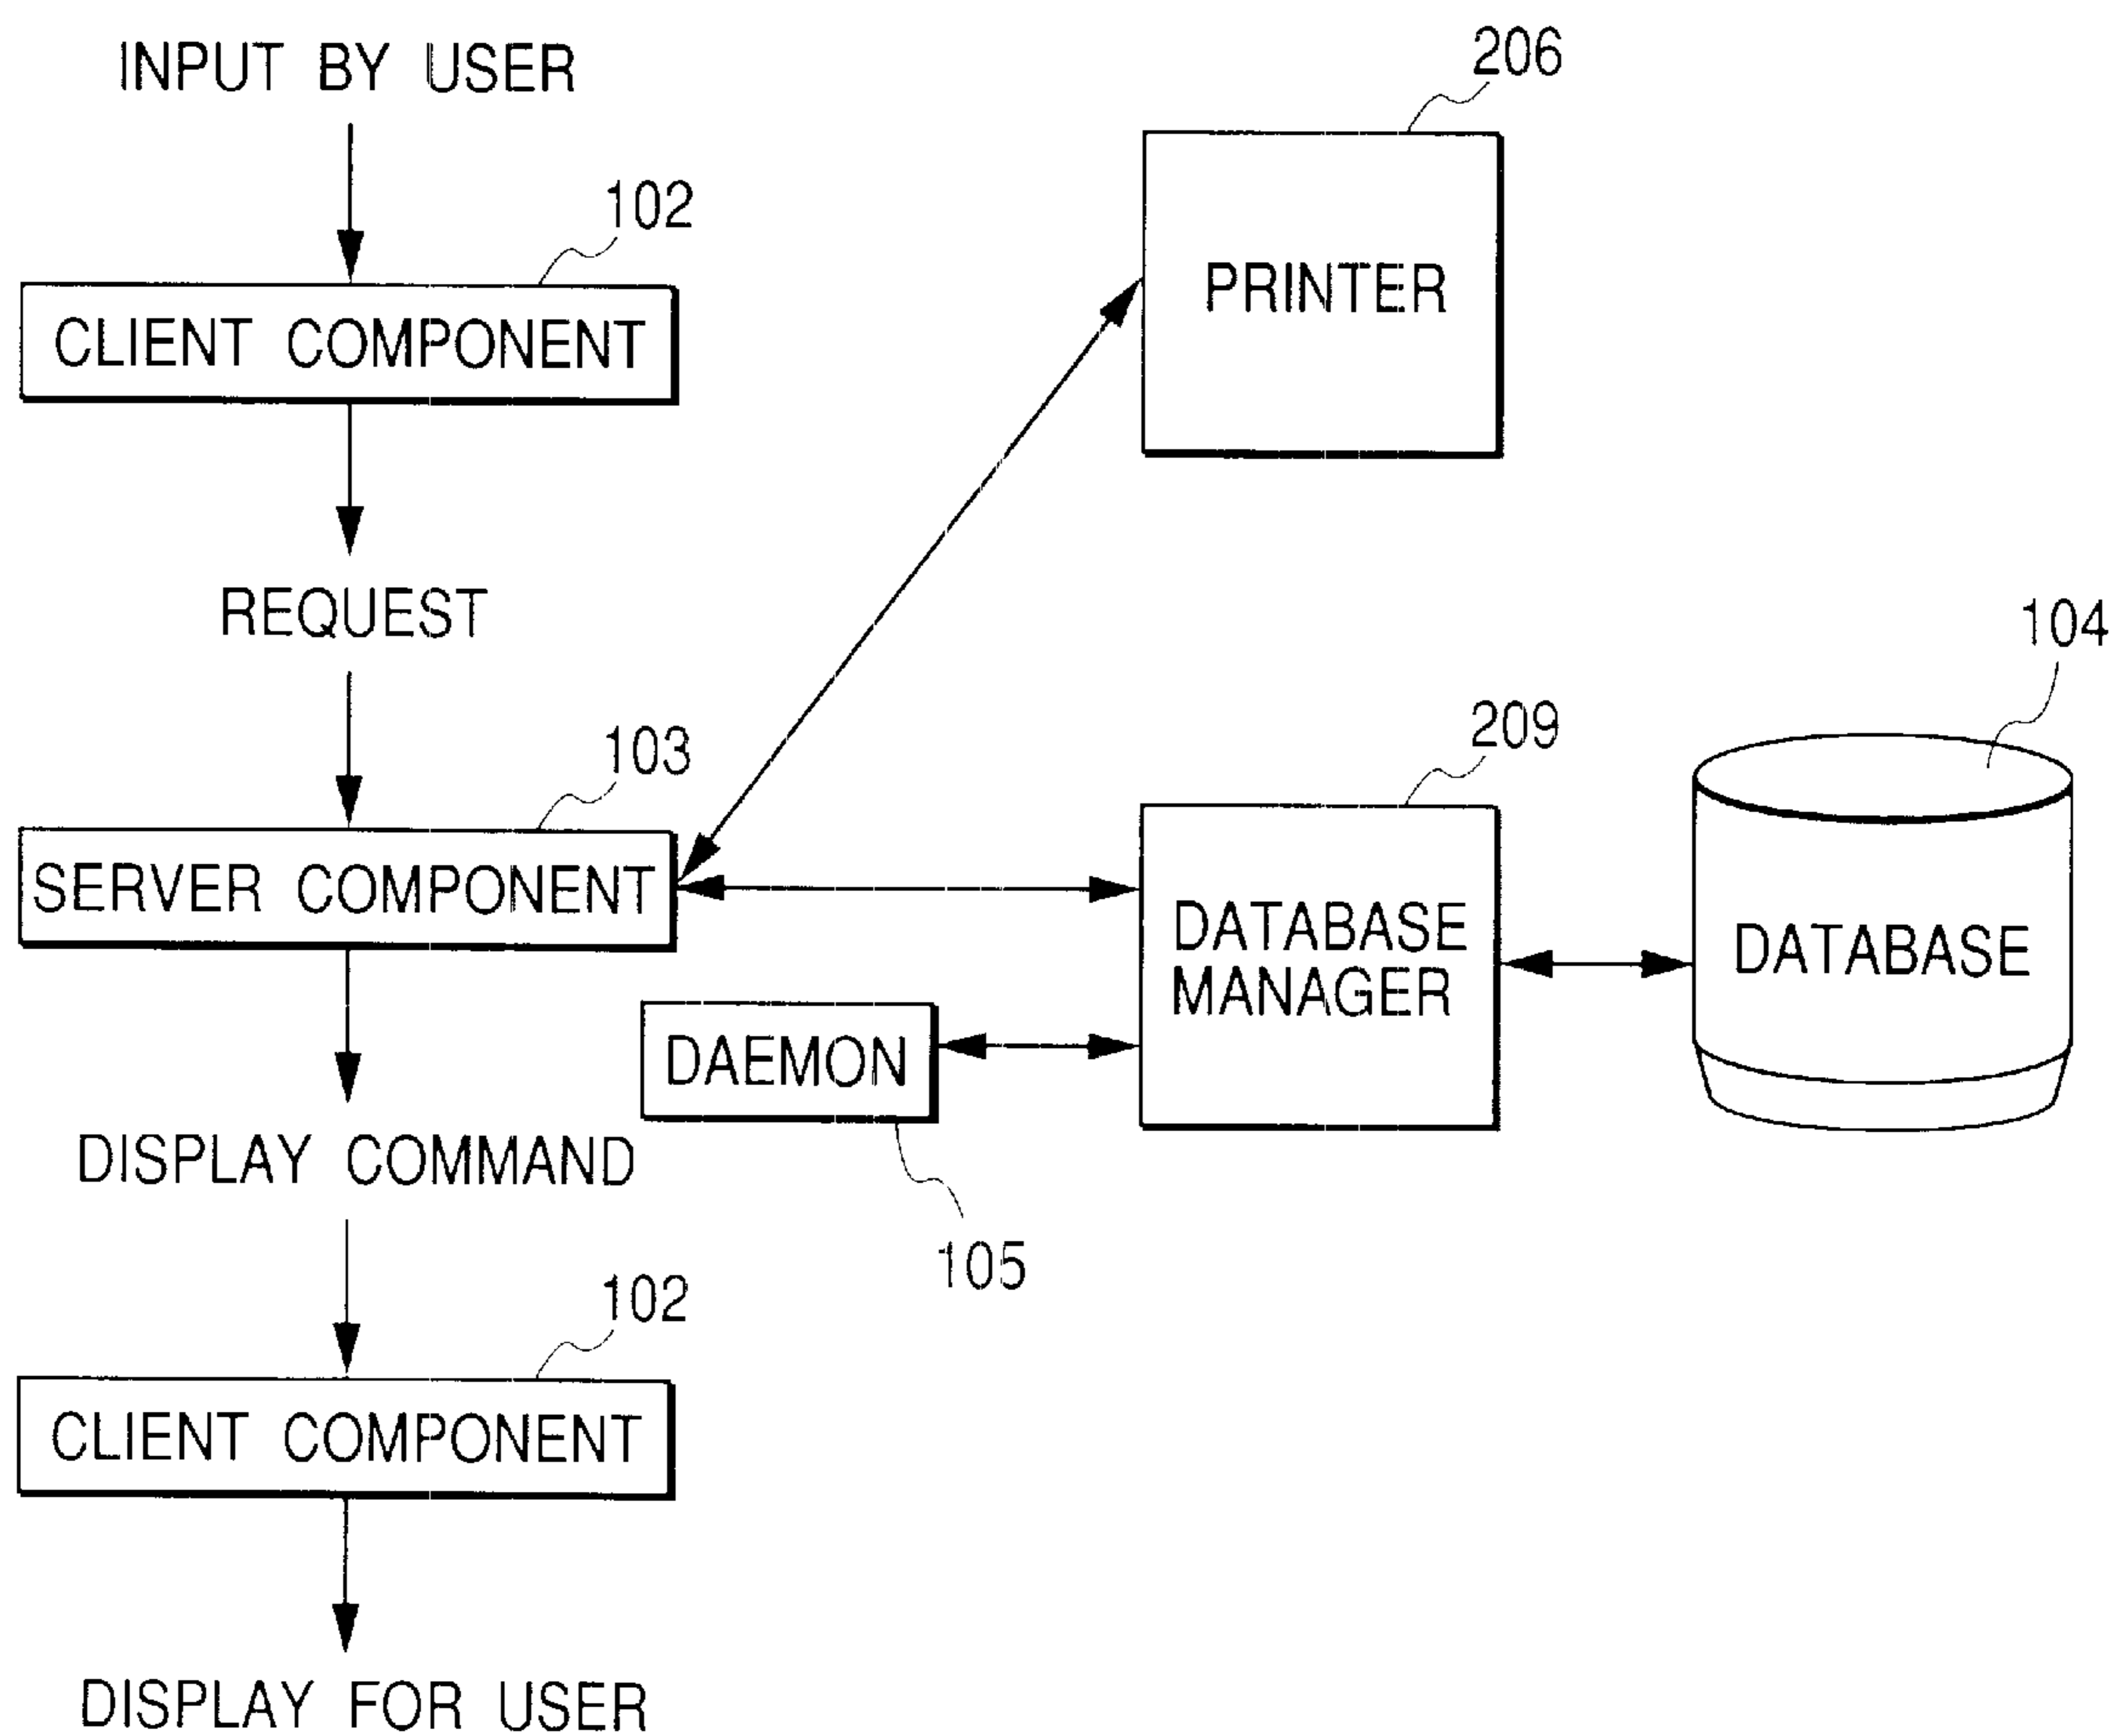 INPUT BY USER
206
102
PRINTER
CLIENT COMPONENT
REQUEST
104
103
209
SERVER COMPONENT
DATABASE
MANAGER
DATABASE
DAEMON
DISPLAY COMMAND
105
102
CLIENT COMPONENT
DISPLAY FOR USER